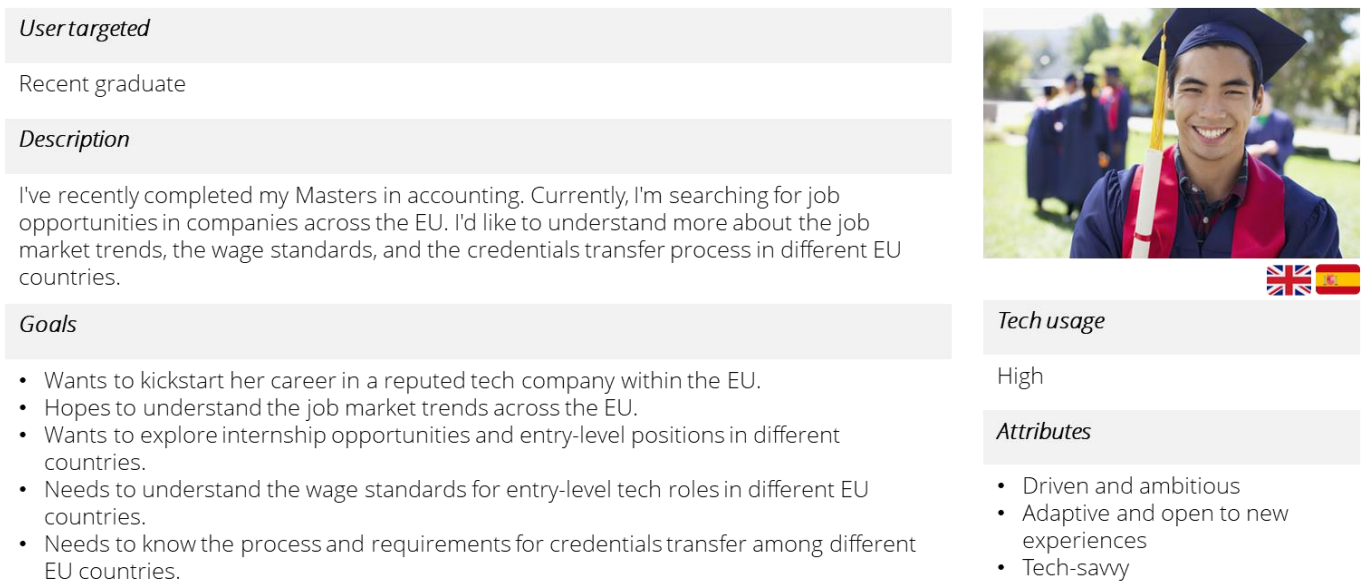 User targeted
Recent graduate
Description
I've recently completed my Masters in accounting. Currently, I'm searching for job
opportunities in companies across the EU. I'd like to understand more about the job
market trends, the wage standards, and the credentials transfer process in different EU
countries.
Goals
• Wants to kickstart her career in a reputed tech company within the EU.
• Hopes to understand the job market trends across the EU.
• Wants to explore internship opportunities and entry-level positions in different
countries.
• Needs to understand the wage standards for entry-level tech roles in different EU
countries.
• Needs to know the process and requirements for credentials transfer among different
EU countries.
Tech usage
High
Attributes
• Driven and ambitious
• Adaptive and open to new
experiences
• Tech-savvy